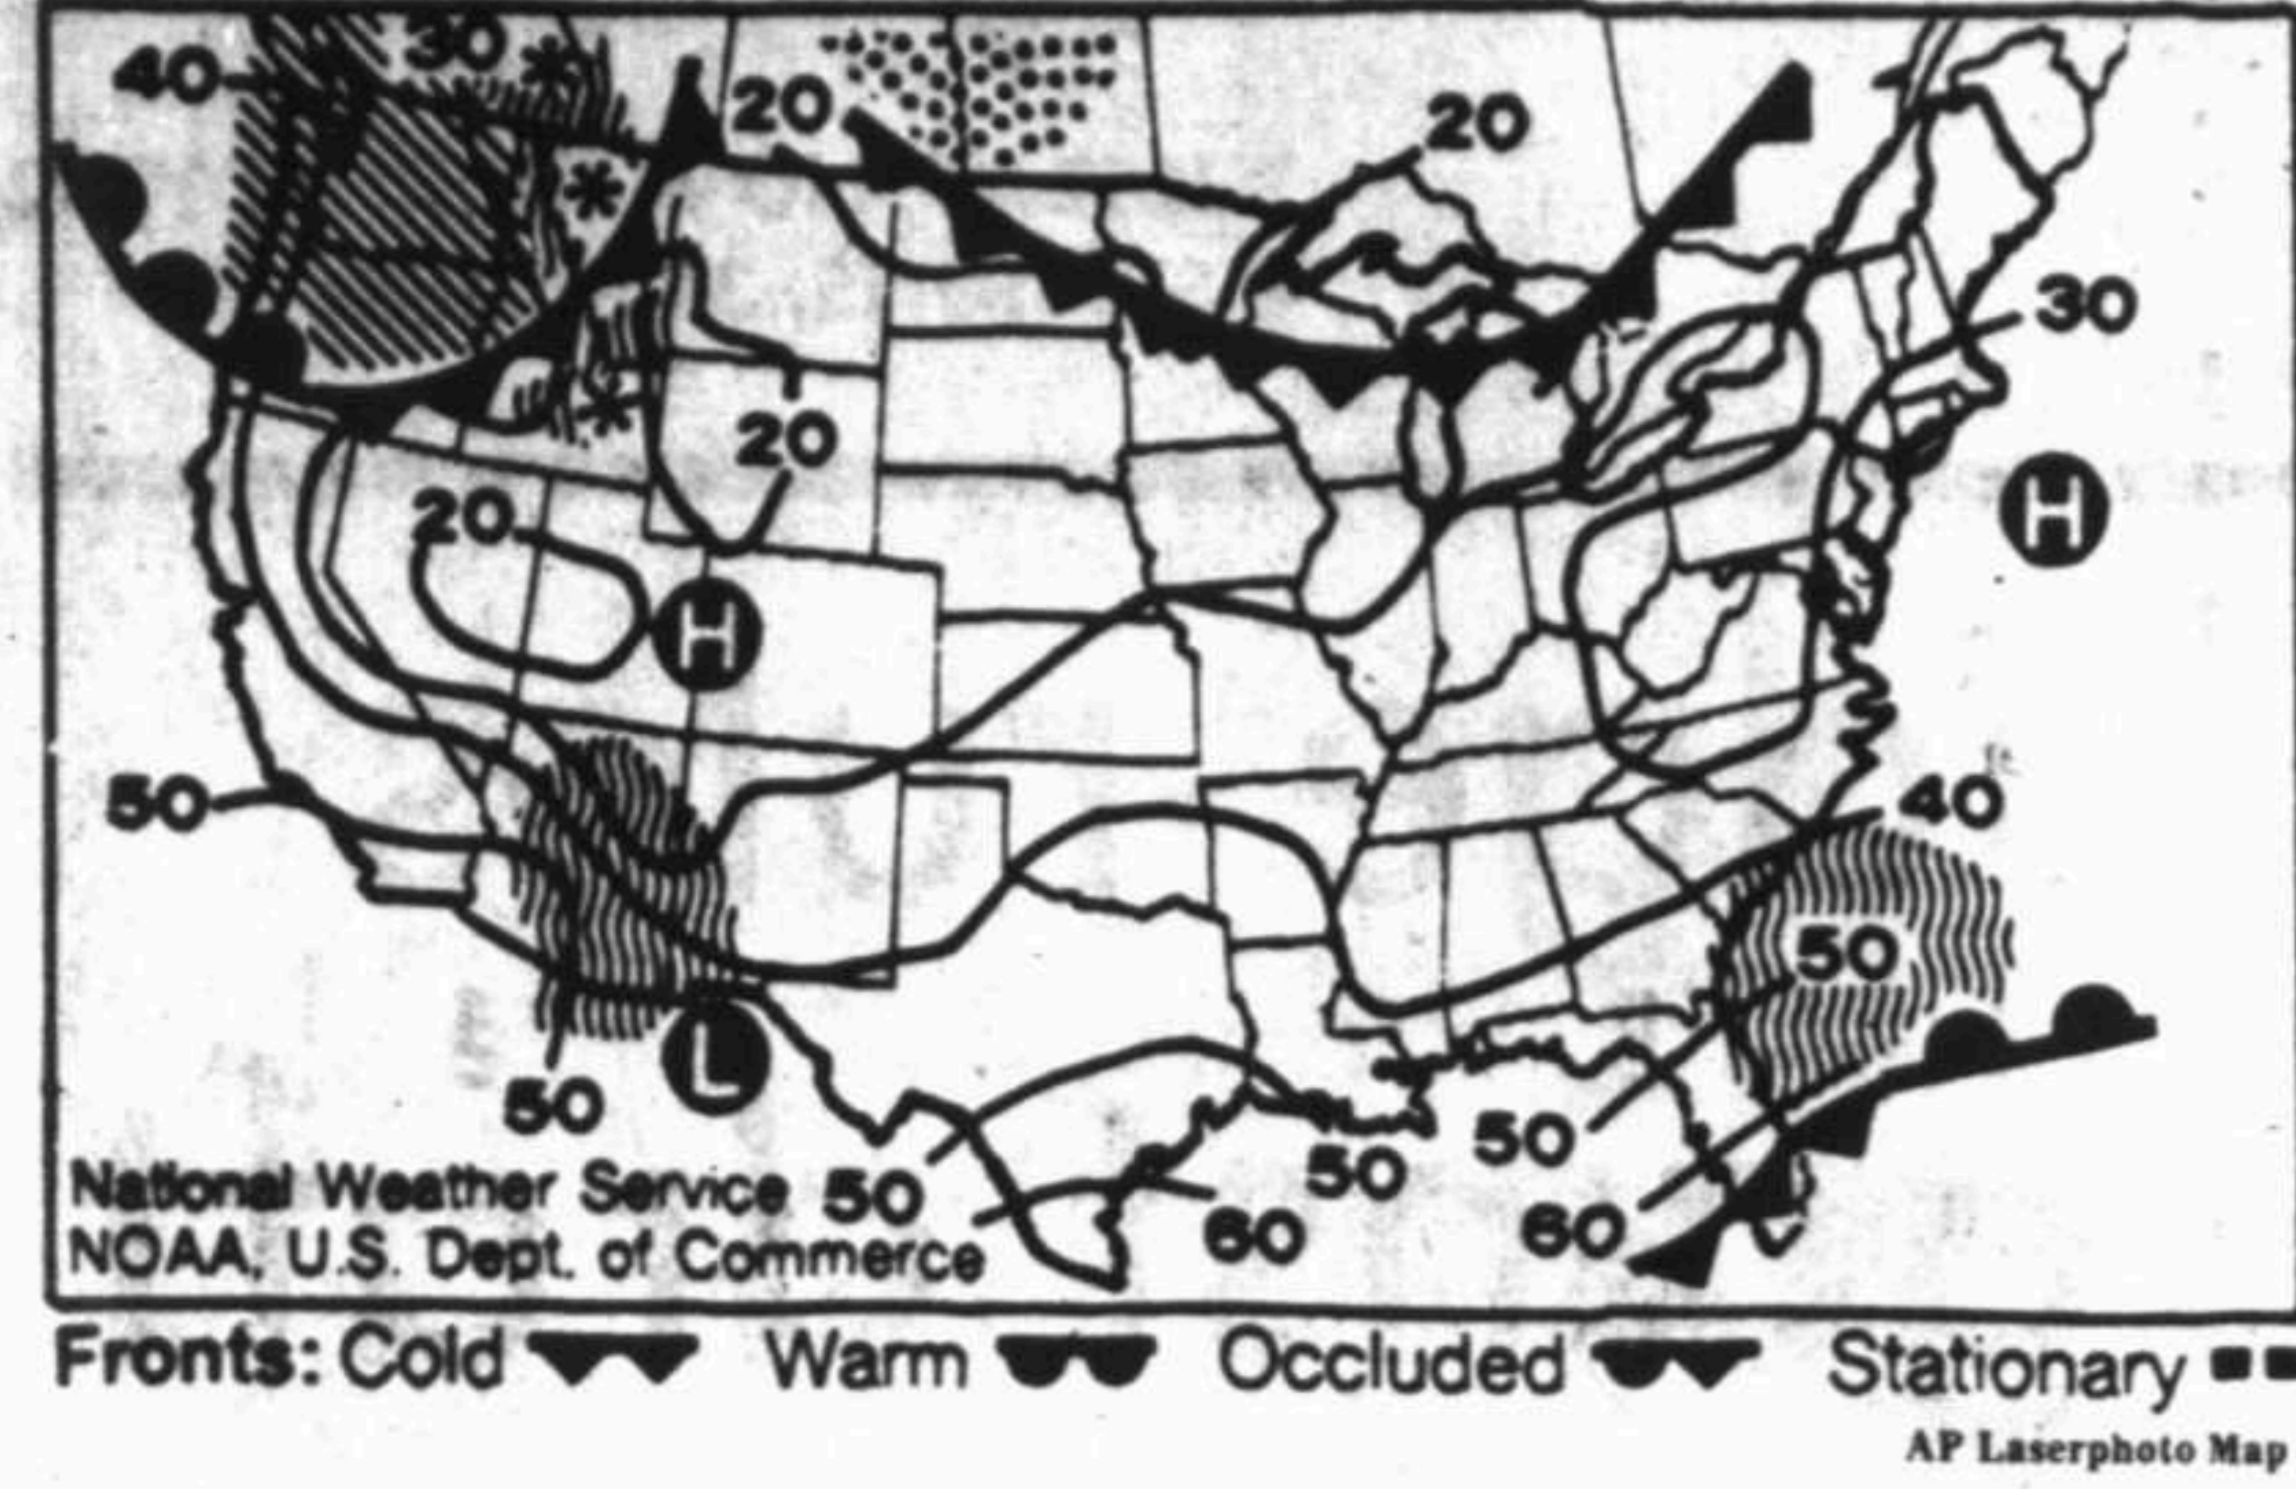 40 30
20
20
30
20
20
H
H
50
40
50
L
50
50
50
National Weather Service 50
60
60
NOAA, U.S. Dept. of Commerce
Fronts: Cold Warm Occluded Stationary
AP Laserphoto Map